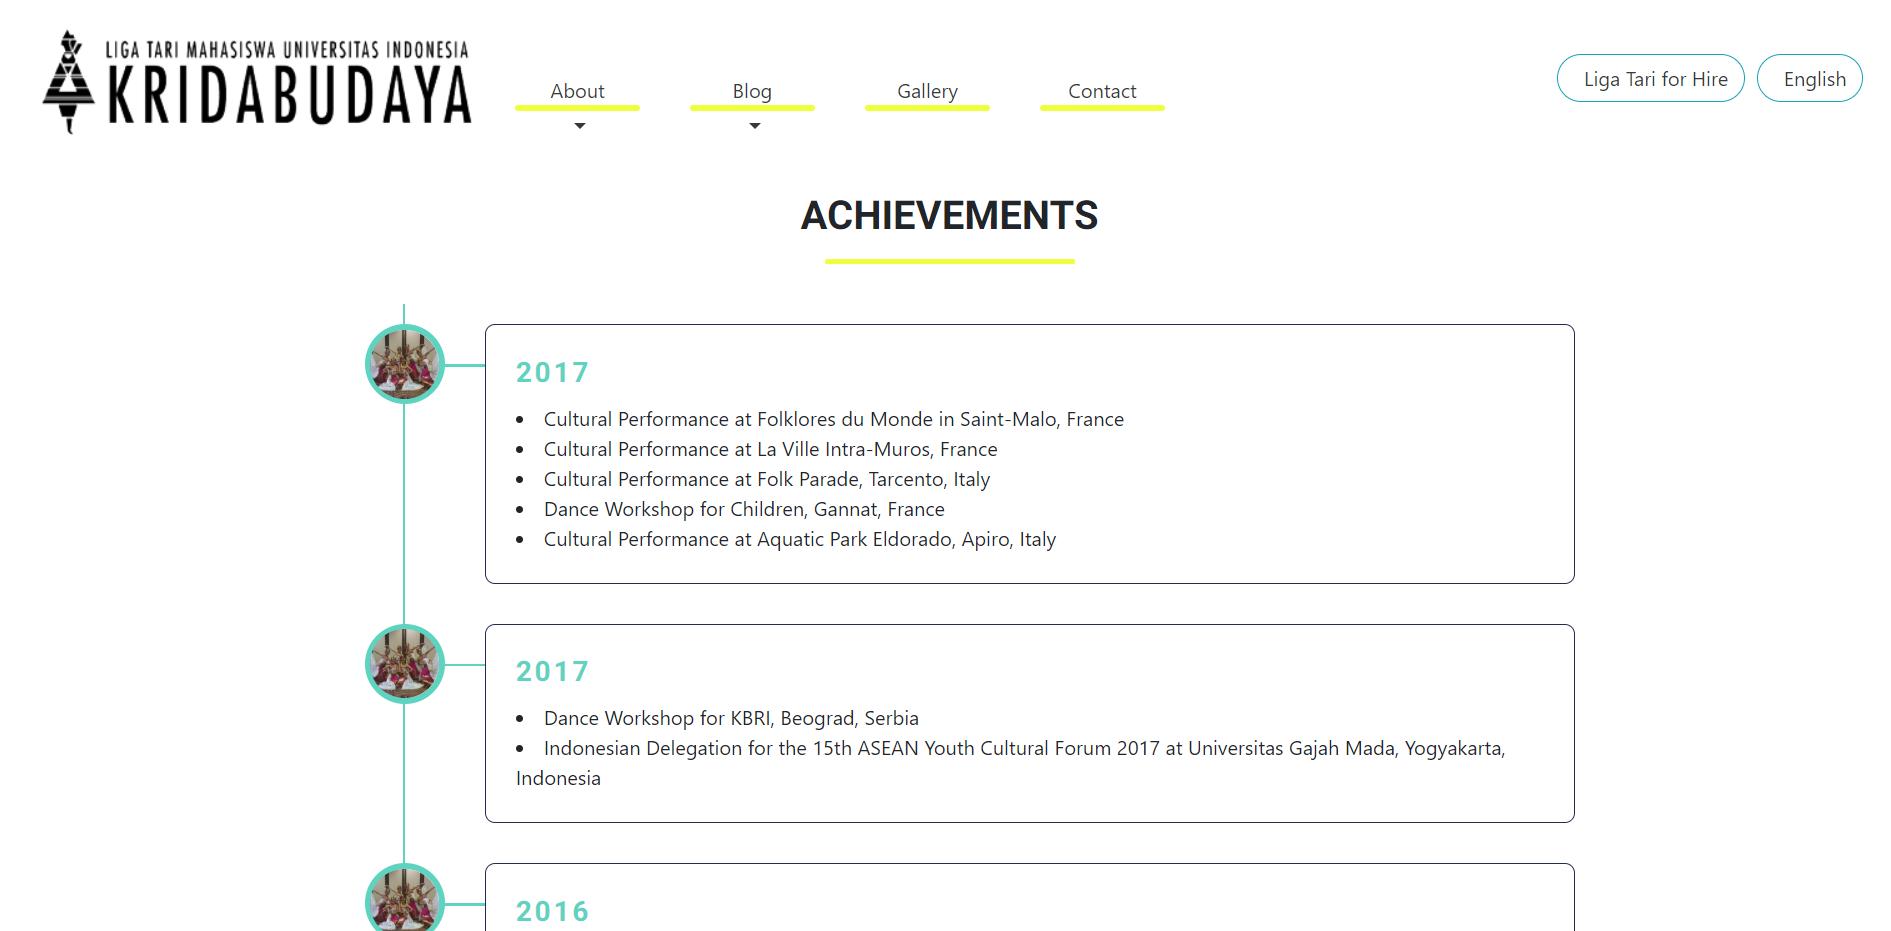 LIGA TARI MAHASISWA UNIVERSITAS INDONESIA
KRIDABUDAYA
About
Blog
Gallery
Contact
Liga Tari for Hire
English
ACHIEVEMENTS
2017
• Cultural Performance at Folklores du Monde in Saint-Malo, France
• Cultural Performance at La Ville Intra-Muros, France
• Cultural Performance at Folk Parade, Tarcento, Italy
• Dance Workshop for Children, Gannat, France
• Cultural Performance at Aquatic Park Eldorado, Apiro, Italy
2017
• Dance Workshop for KBRI, Beograd, Serbia
• Indonesian Delegation for the 15th ASEAN Youth Cultural Forum 2017 at Universitas Gajah Mada, Yogyakarta,
Indonesia
2016